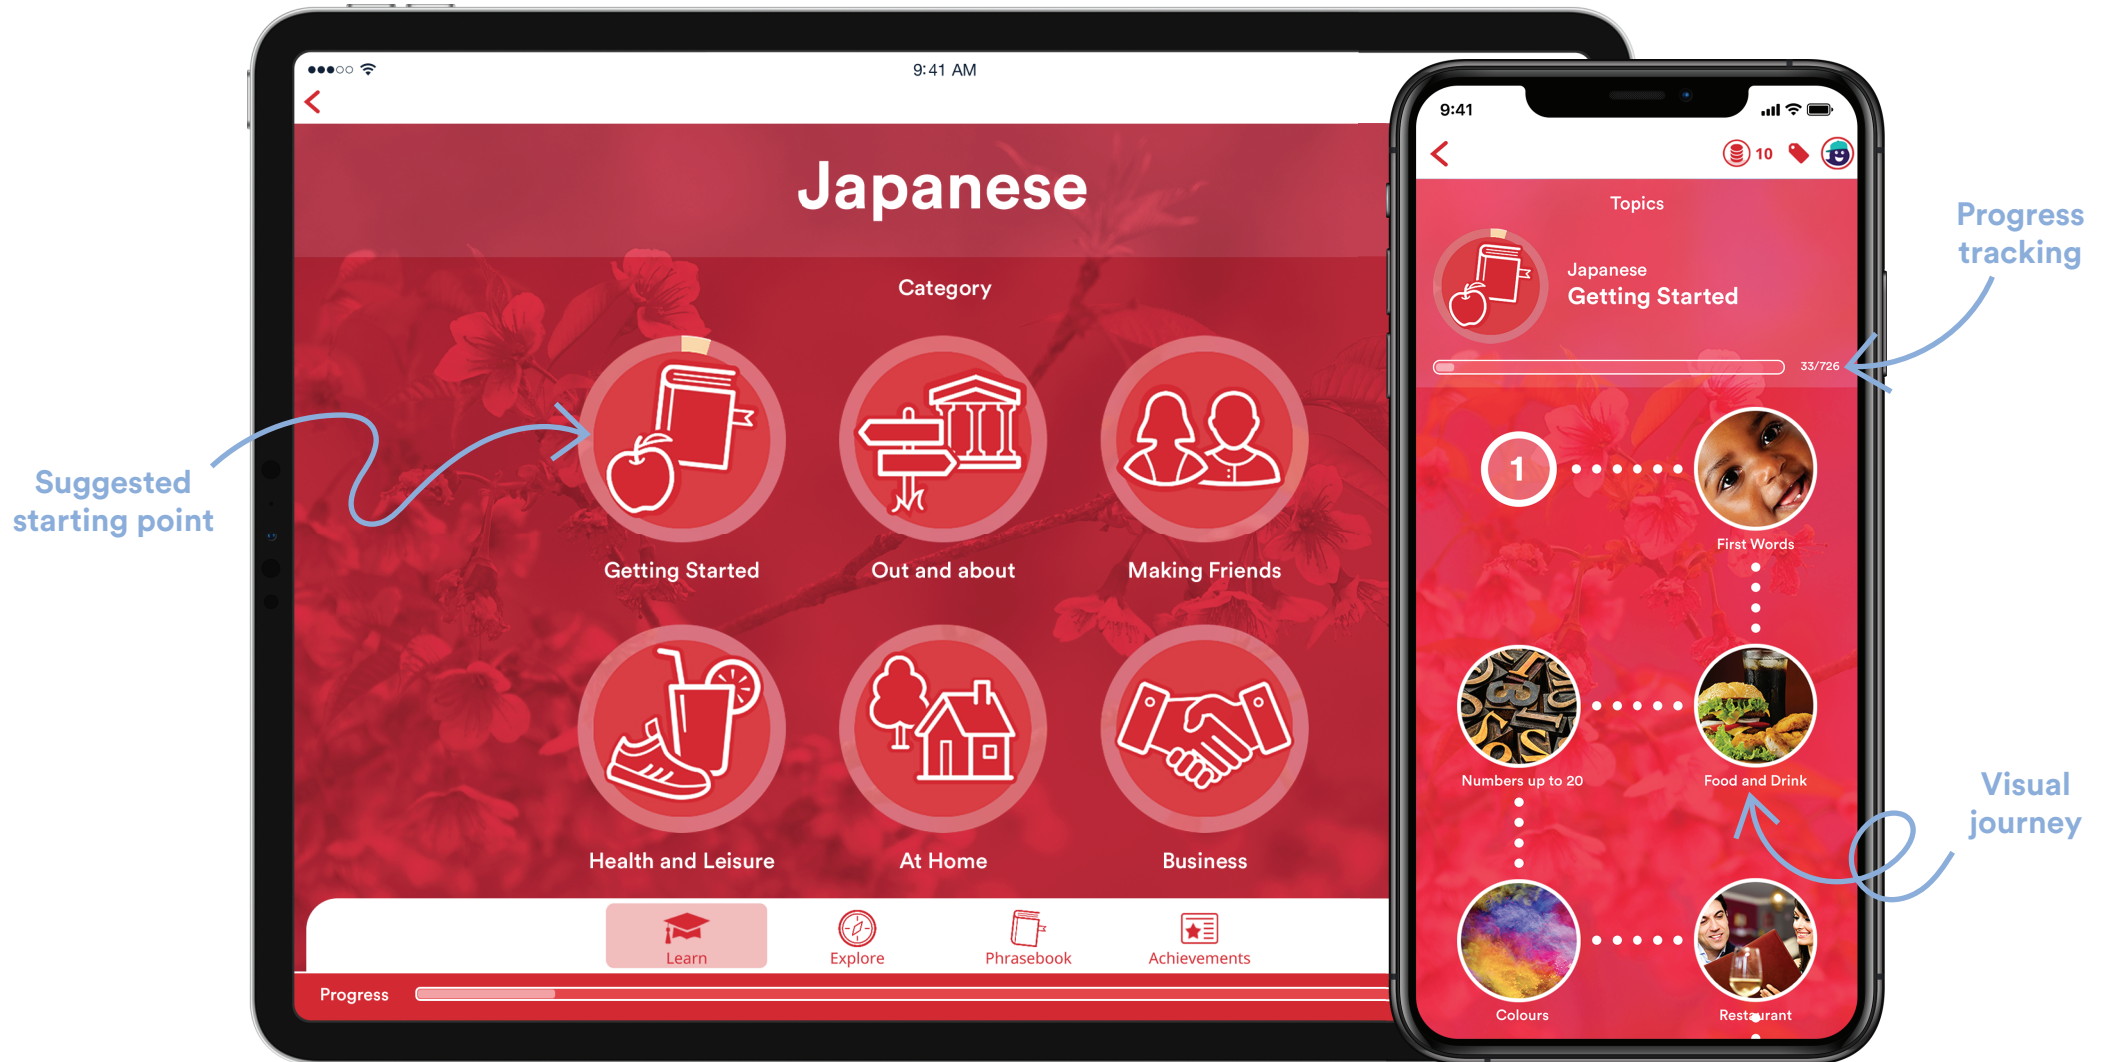 Suggested
starting point
9:41 AM
Japanese
Category
Getting Started
Out and about
Making Friends
Health and Leisure
At Home
Business
Learn
Explore
Phrasebook
Achievements
Progress
9:41
10
Topics
Japanese
Getting Started
33/726
1
First Words
Numbers up to 20
Food and Drink
Colours
Restaurant
Progress
tracking
Visual
journey